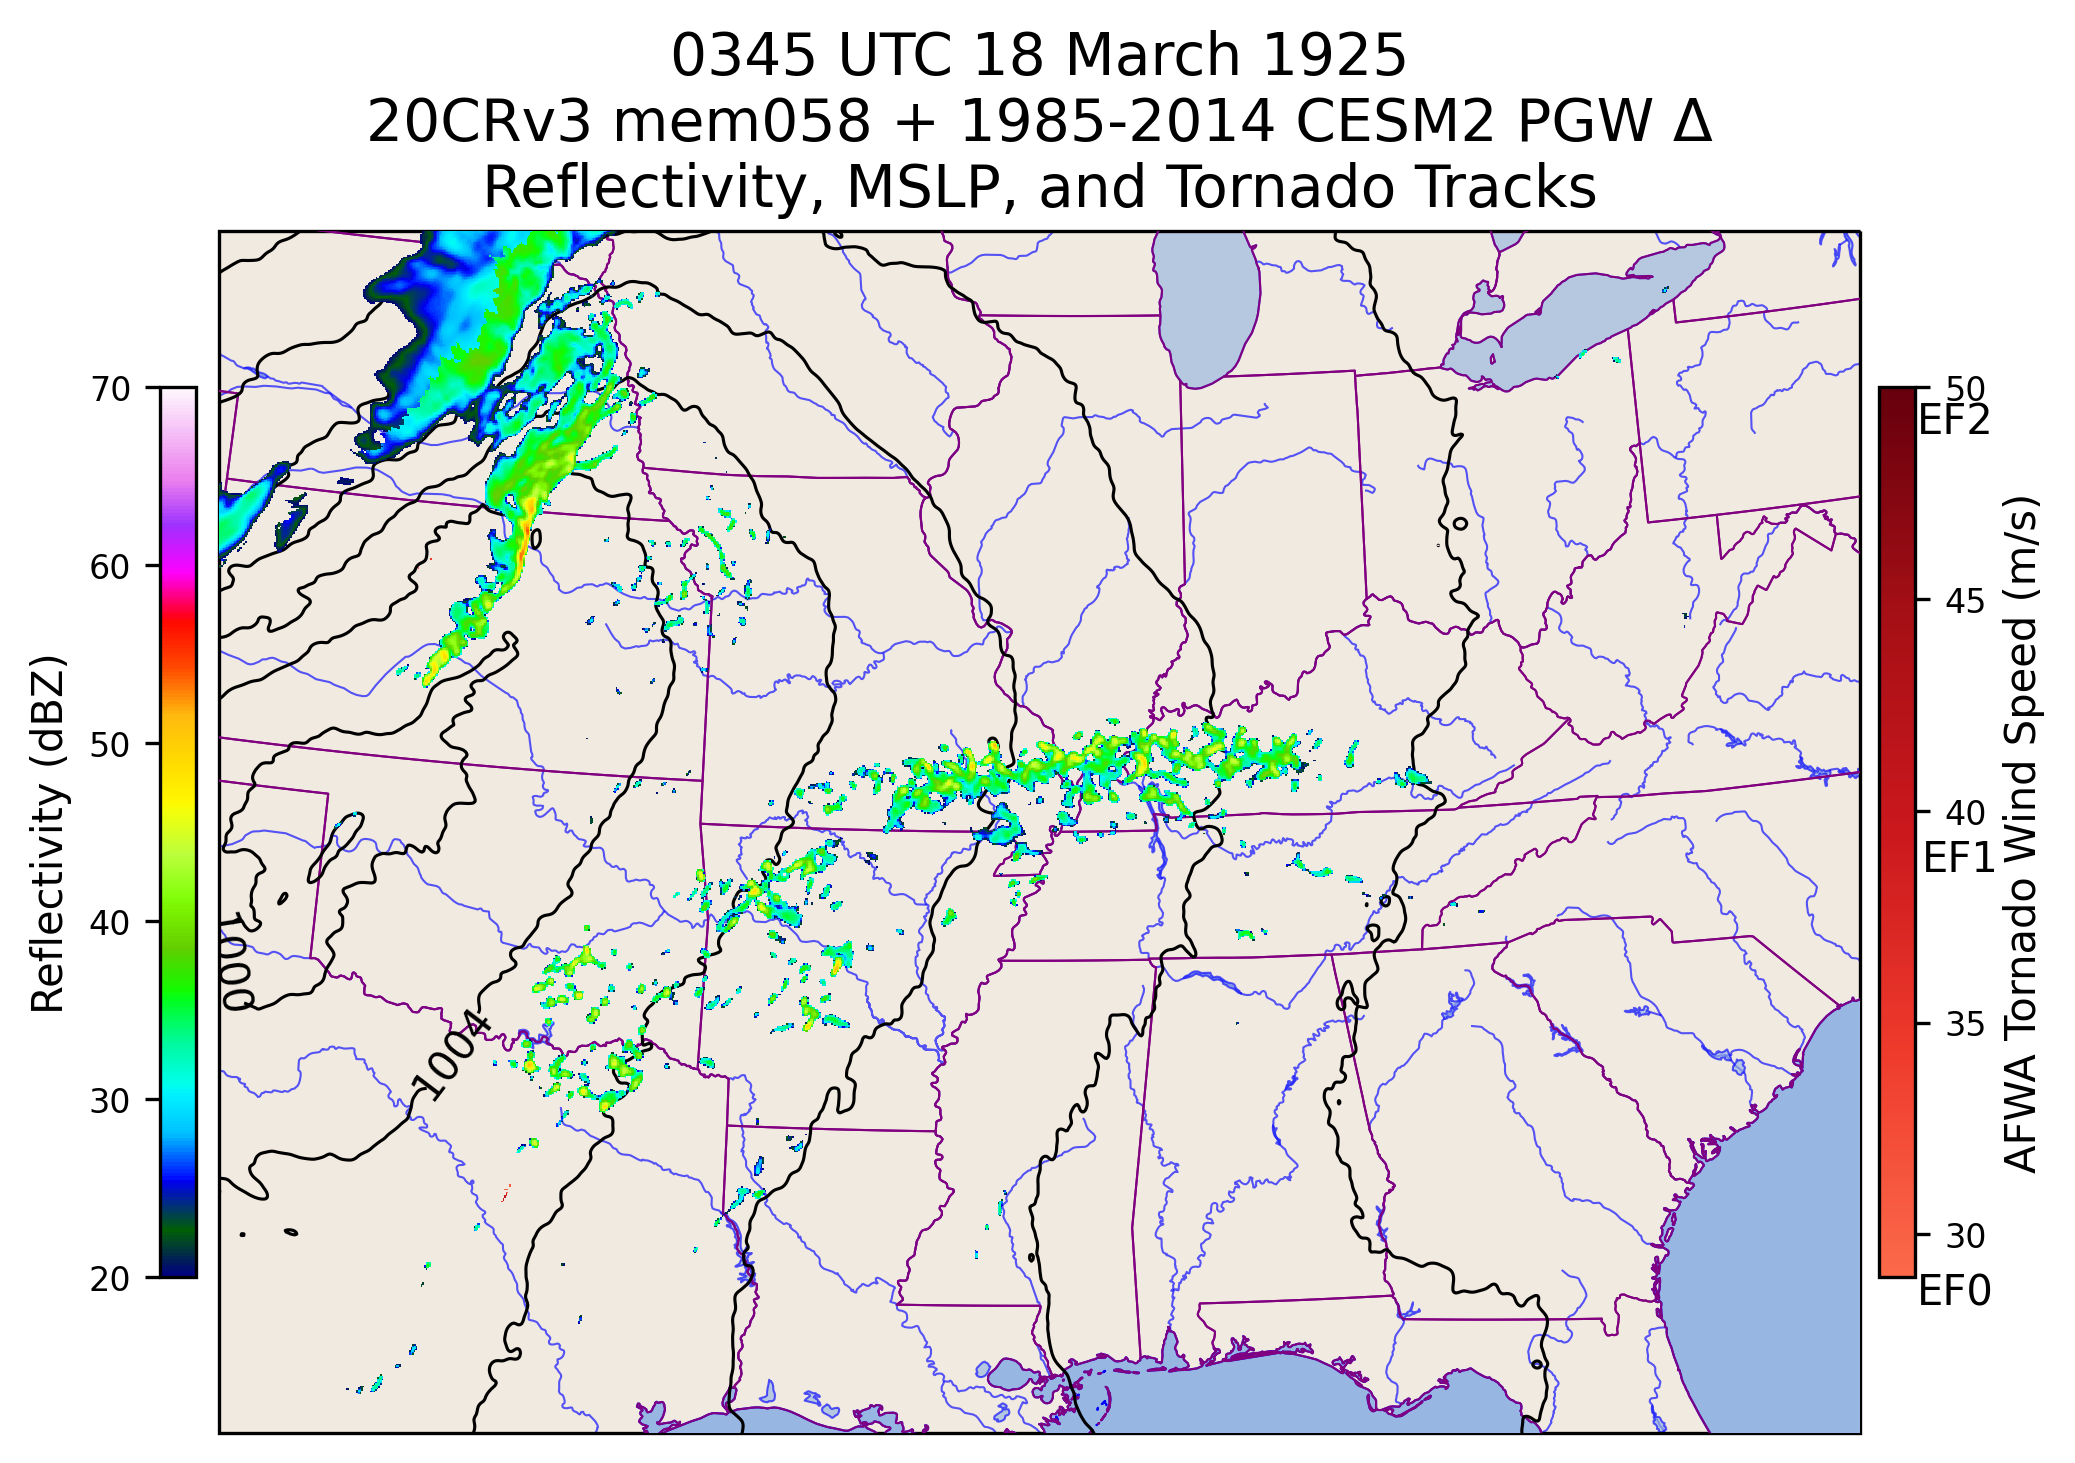 0345 UTC 18 March 1925
20CRv3 mem058 + 1985-2014 CESM2 PGW Δ
Reflectivity, MSLP, and Tornado Tracks
70
60
50
40
30
20
Reflectivity (dBZ)
1000
1004
50
EF2
45
40
EF1
35
30
EF0
AFWA Tornado Wind Speed (m/s)